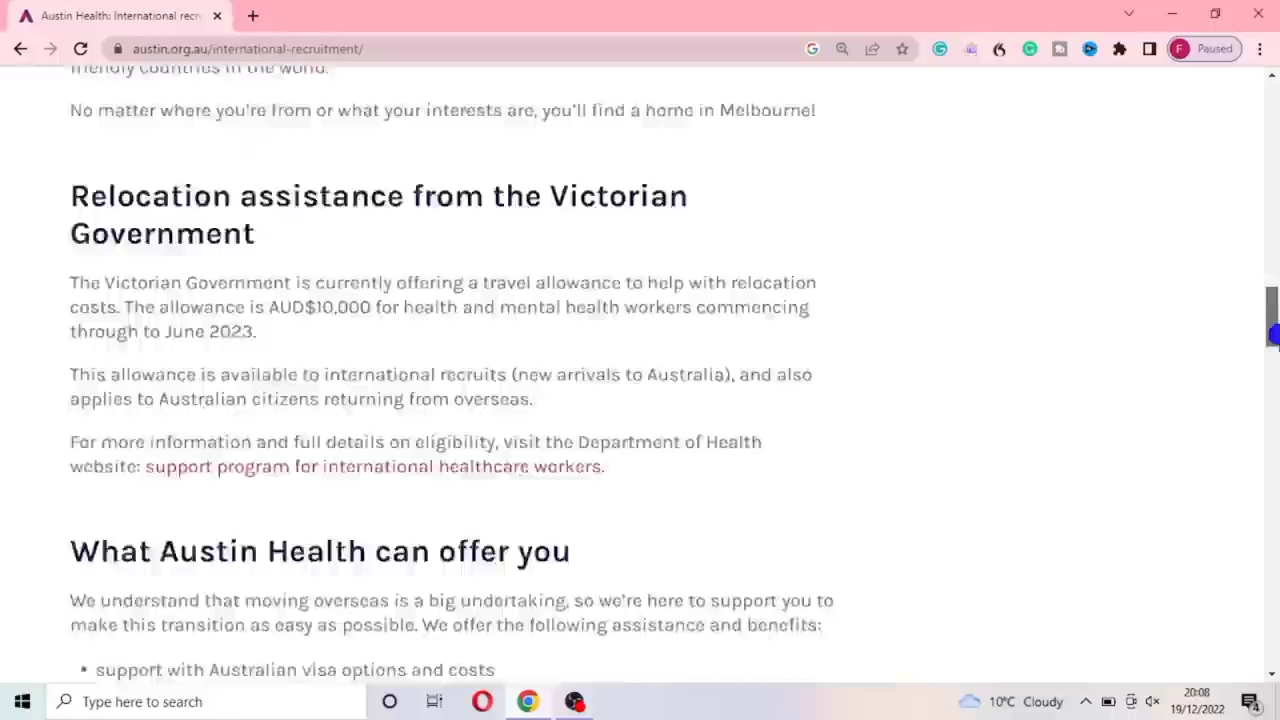 Austin Health: International recr
austin.org.au/international-recruitment/
F Paused
friendly countries in the world.
No matter where you're from or what your interests are, you'll find a home in Melbourne!
Relocation assistance from the Victorian
Government
The Victorian Government is currently offering a travel allowance to help with relocation
costs. The allowance is AUD$10,000 for health and mental health workers commencing
through to June 2023.
This allowance is available to international recruits (new arrivals to Australia), and also
applies to Australian citizens returning from overseas.
For more information and full details on eligibility, visit the Department of Health
website: support program for international healthcare workers.
What Austin Health can offer you
We understand that moving overseas is a big undertaking, so we're here to support you to
make this transition as easy as possible. We offer the following assistance and benefits:
• support with Australian visa options and costs
Type here to search
10°C Cloudy
20:08
19/12/2022
4